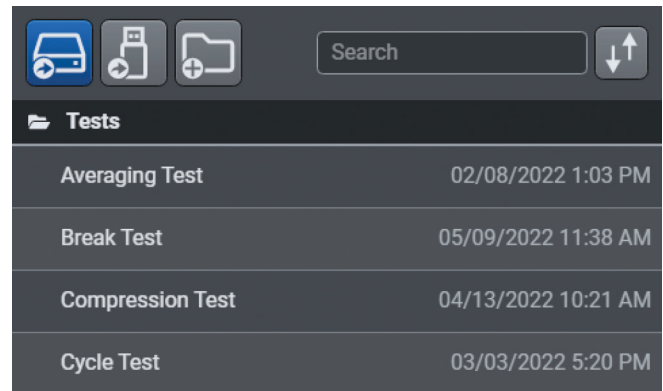 Search
Tests
Averaging Test 02/08/2022 1:03 PM
Break Test 05/09/2022 11:38 AM
Compression Test 04/13/2022 10:21 AM
Cycle Test 03/03/2022 5:20 PM